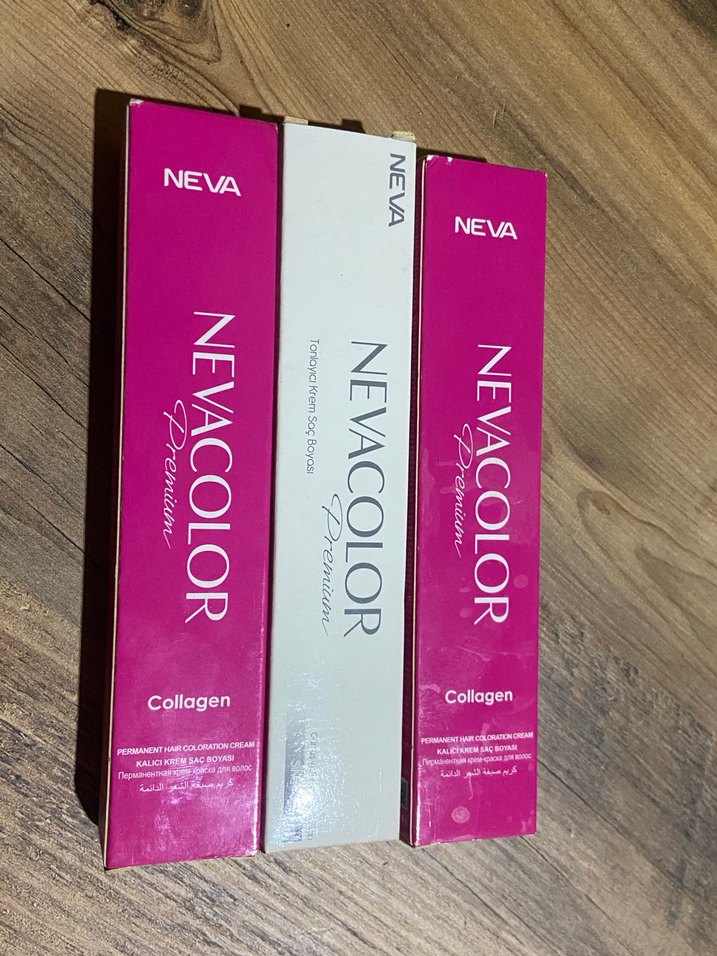 NEVA
NEVACOLOR
Premium
Collagen
PERMANENT HAIR COLORATION CREAM
KALICI KREM SAÇ BOYASI
Перманентная крем-краска для волос
كريم صبغة الشعر الدائمة
NEVA
NEVACOLOR
Premium
Tonlayıcı Krem Saç Boyası
NEVA
NEVACOLOR
Premium
Collagen
PERMANENT HAIR COLORATION CREAM
KALICI KREM SAÇ BOYASI
Перманентная крем-краска для волос
كريم صبغة الشعر الدائمة